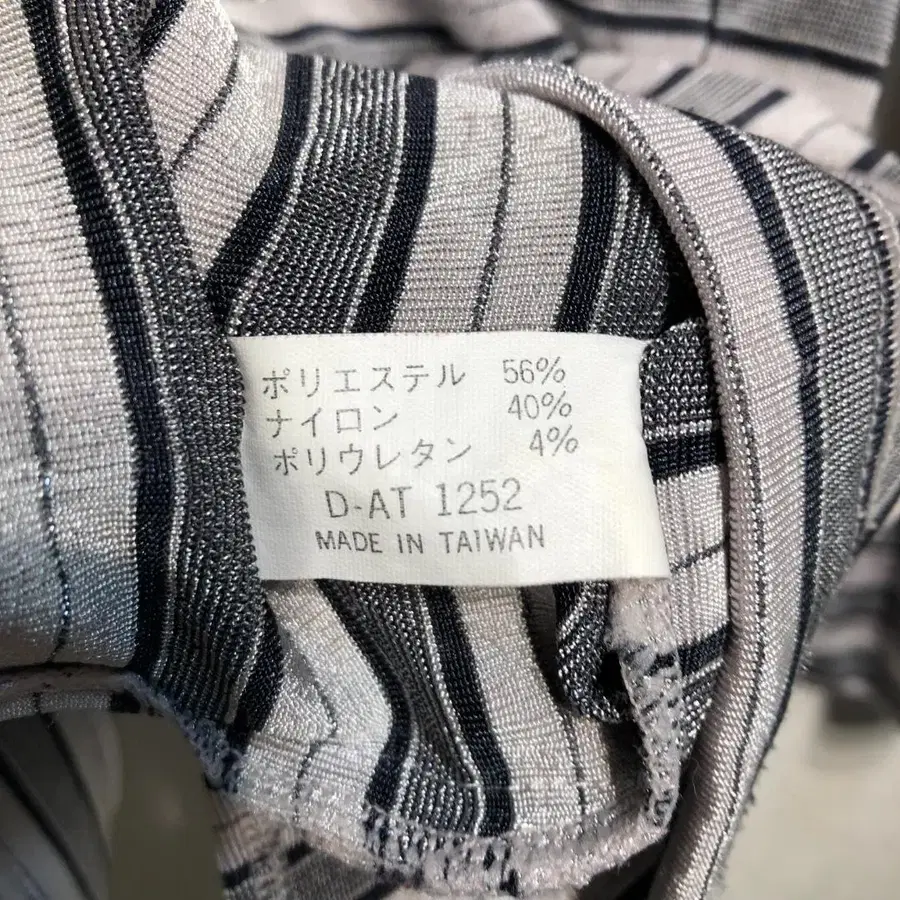 ポリエステル 56%
ナイロン 40%
ポリウレタン 4%
D-AT 1252
MADE IN TAIWAN